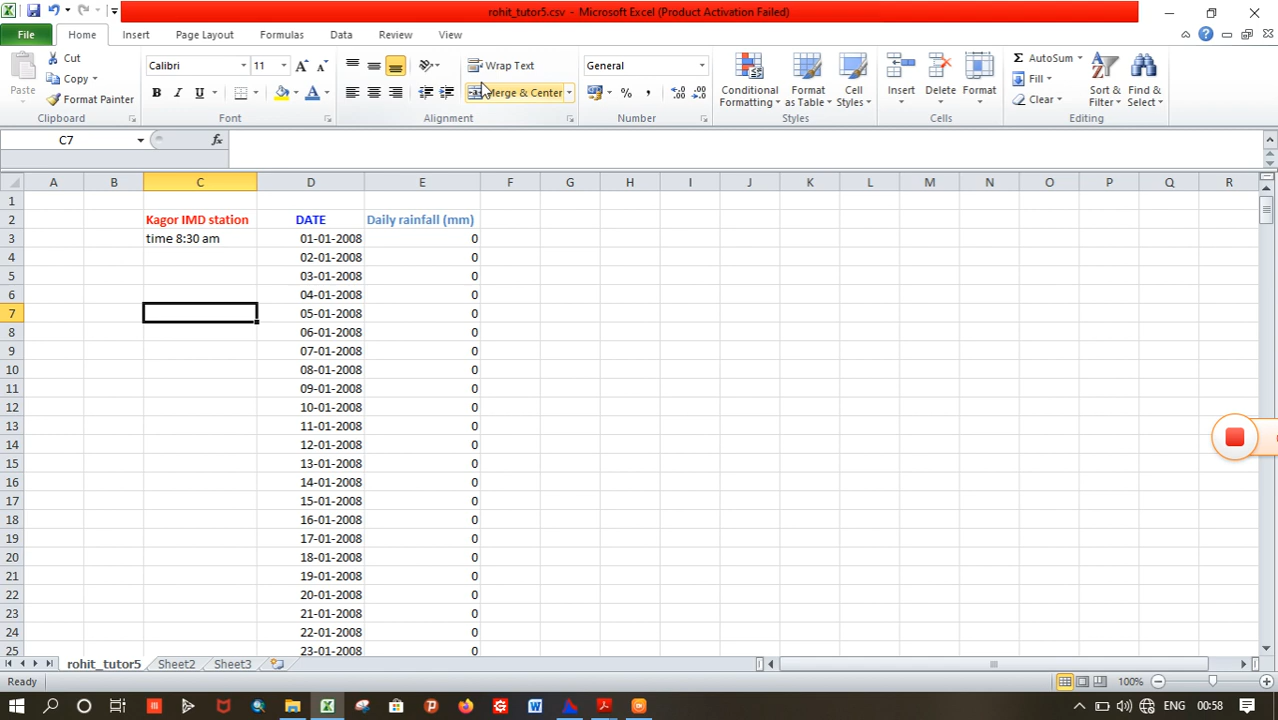 rohit_tutor5.csv - Microsoft Excel (Product Activation Failed)
File Home Insert Page Layout Formulas Data Review View
Paste
Cut
Copy
Format Painter
Clipboard
Calibri 11
B I U
Font
Wrap Text
Merge & Center
Alignment
General
Number
Conditional Formatting
Format as Table
Cell Styles
Styles
Insert Delete Format
Cells
AutoSum
Fill
Clear
Sort & Filter
Find & Select
Editing
C7 fx
A B C D E F G H I J K L M N O P Q R
1
2 Kagor IMD station DATE Daily rainfall (mm)
3 time 8:30 am 01-01-2008 0
4 02-01-2008 0
5 03-01-2008 0
6 04-01-2008 0
7 05-01-2008 0
8 06-01-2008 0
9 07-01-2008 0
10 08-01-2008 0
11 09-01-2008 0
12 10-01-2008 0
13 11-01-2008 0
14 12-01-2008 0
15 13-01-2008 0
16 14-01-2008 0
17 15-01-2008 0
18 16-01-2008 0
19 17-01-2008 0
20 18-01-2008 0
21 19-01-2008 0
22 20-01-2008 0
23 21-01-2008 0
24 22-01-2008 0
25 23-01-2008 0
rohit_tutor5 Sheet2 Sheet3
Ready 100%
ENG 00:58